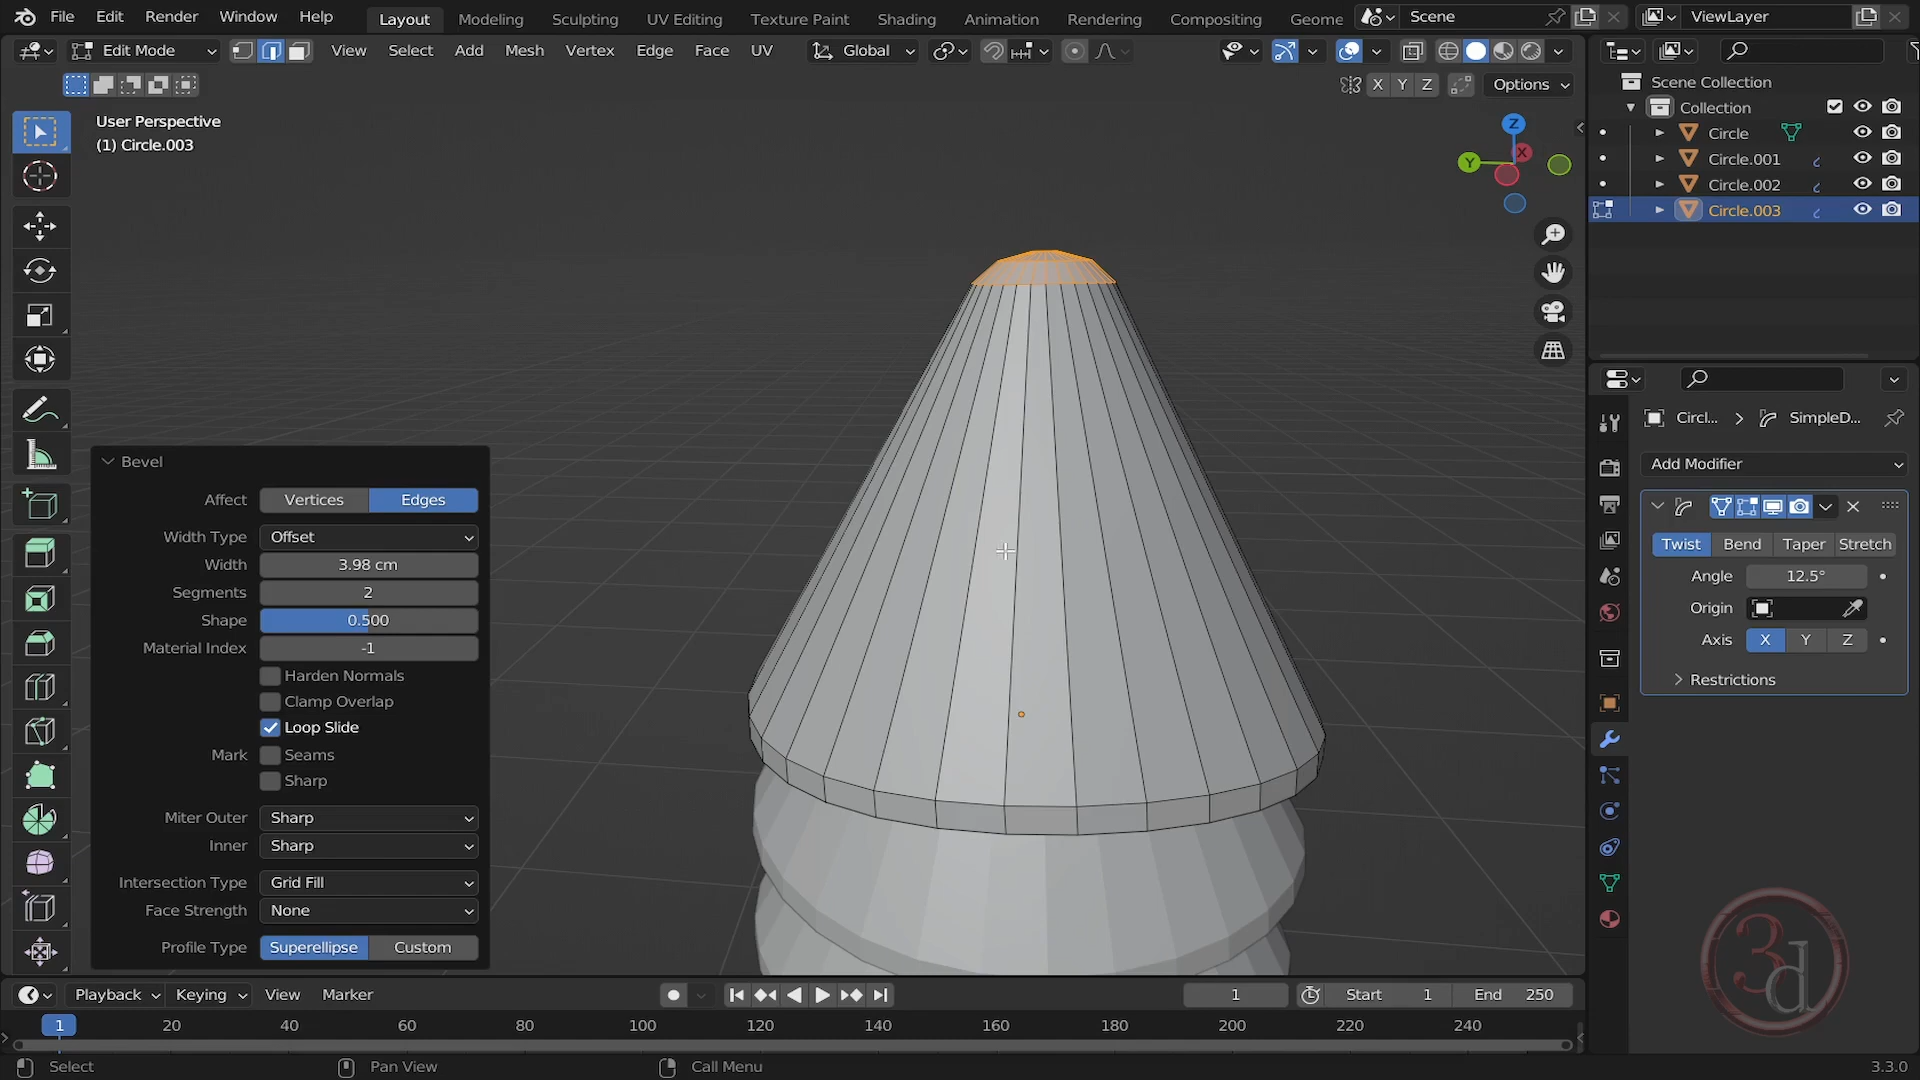 File Edit Render Window Help Layout Modeling Sculpting UV Editing Texture Paint Shading Animation Rendering Compositing Geome Scene ViewLayer
Edit Mode View Select Add Mesh Vertex Edge Face UV Global
X Y Z Options
User Perspective
(1) Circle.003
Z
Y X
Scene Collection
Collection
Circle
Circle.001
Circle.002
Circle.003
Circl... > SimpleD...
Add Modifier
Twist Bend Taper Stretch
Angle 12.5°
Origin
Axis X Y Z
Restrictions
Bevel
Affect Vertices Edges
Width Type Offset
Width 3.98 cm
Segments 2
Shape 0.500
Material Index -1
Harden Normals
Clamp Overlap
Loop Slide
Mark Seams
Sharp
Miter Outer Sharp
Inner Sharp
Intersection Type Grid Fill
Face Strength None
Profile Type Superellipse Custom
3d
Playback Keying View Marker 1 Start 1 End 250
1 20 40 60 80 100 120 140 160 180 200 220 240
Select Pan View Call Menu 3.3.0